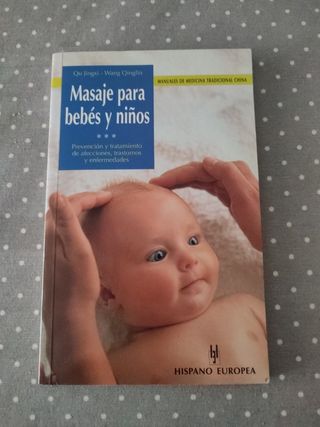 Qu Jingxi - Wang Qinglin
MANUALES DE MEDICINA TRADICIONAL CHINA
Masaje para
bebés y niños
Prevención y tratamiento
de afecciones, trastornos
y enfermedades
HISPANO EUROPEA